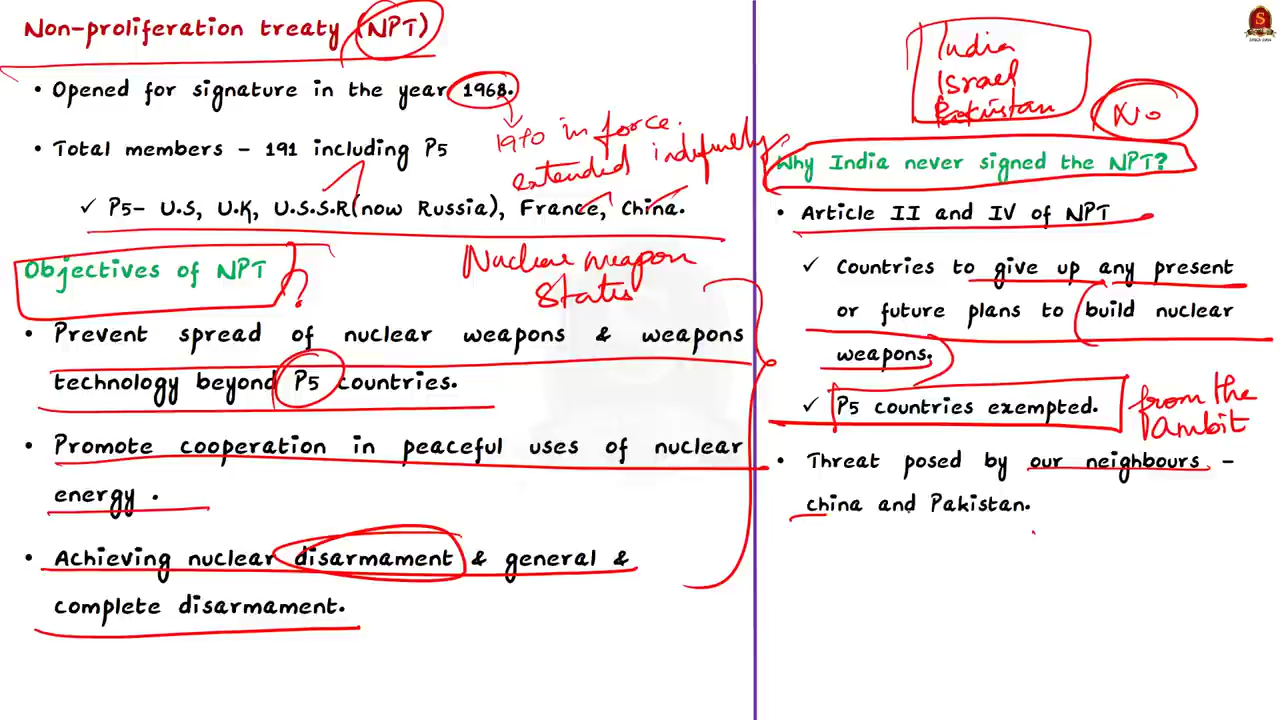 Non-proliferation treaty (NPT)
• Opened for signature in the year 1968.
1970 in force.
extended indefinitely
• Total members - 191 including P5
✓ P5- U.S, U.K, U.S.S.R(now Russia), France, China.
Nuclear weapon
States
Objectives of NPT ?
• Prevent spread of nuclear weapons & weapons
technology beyond P5 countries.
• Promote cooperation in peaceful uses of nuclear
energy .
• Achieving nuclear disarmament & general &
complete disarmament.
India
Israel
Pakistan
No
Why India never signed the NPT?
• Article II and IV of NPT
✓ Countries to give up any present
or future plans to build nuclear
weapons.
✓ P5 countries exempted.
from the
ambit
• Threat posed by our neighbours -
china and Pakistan.
S